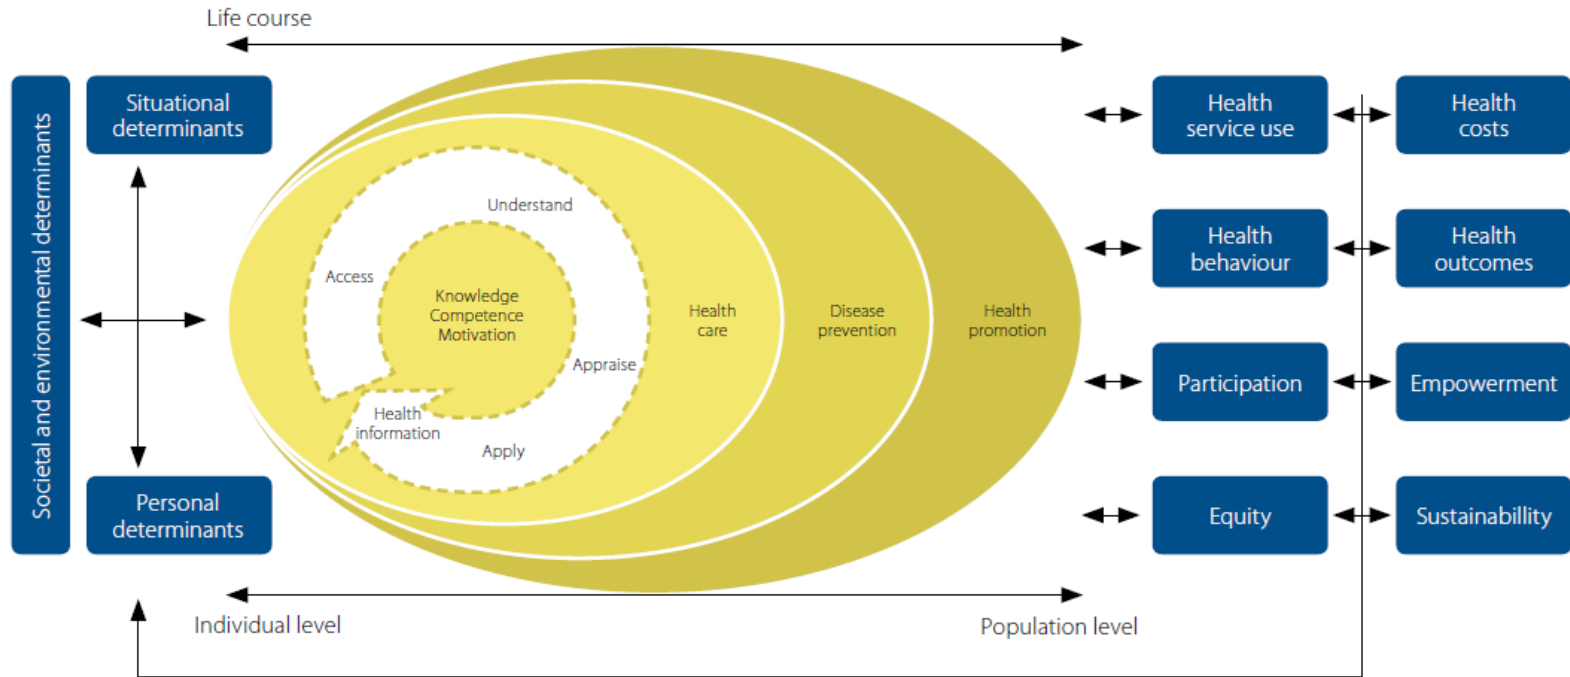 Life course
Societal and environmental determinants
Situational
determinants
Personal
determinants
Access
Understand
Appraise
Apply
Health
information
Knowledge
Competence
Motivation
Health
care
Disease
prevention
Health
promotion
Individual level
Population level
Health
service use
Health
costs
Health
behaviour
Health
outcomes
Participation
Empowerment
Equity
Sustainabillity